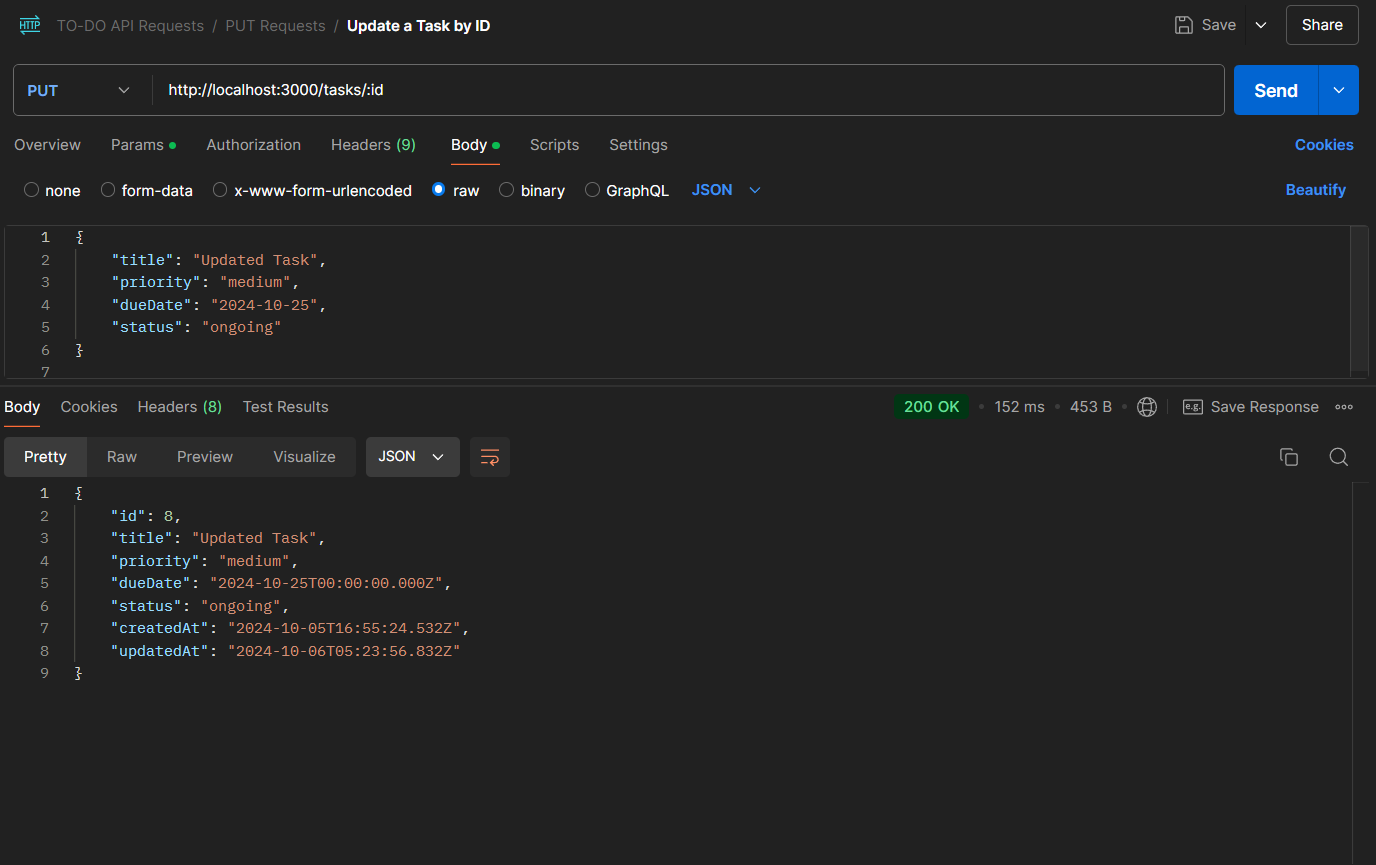 HTTP TO-DO API Requests / PUT Requests / Update a Task by ID Save Share
PUT http://localhost:3000/tasks/:id Send
Overview Params Authorization Headers (9) Body Scripts Settings Cookies
none form-data x-www-form-urlencoded raw binary GraphQL JSON Beautify
1 {
2 "title": "Updated Task",
3 "priority": "medium",
4 "dueDate": "2024-10-25",
5 "status": "ongoing"
6 }
7
Body Cookies Headers (8) Test Results 200 OK 152 ms 453 B e.g. Save Response
Pretty Raw Preview Visualize JSON
1 {
2 "id": 8,
3 "title": "Updated Task",
4 "priority": "medium",
5 "dueDate": "2024-10-25T00:00:00.000Z",
6 "status": "ongoing",
7 "createdAt": "2024-10-05T16:55:24.532Z",
8 "updatedAt": "2024-10-06T05:23:56.832Z"
9 }